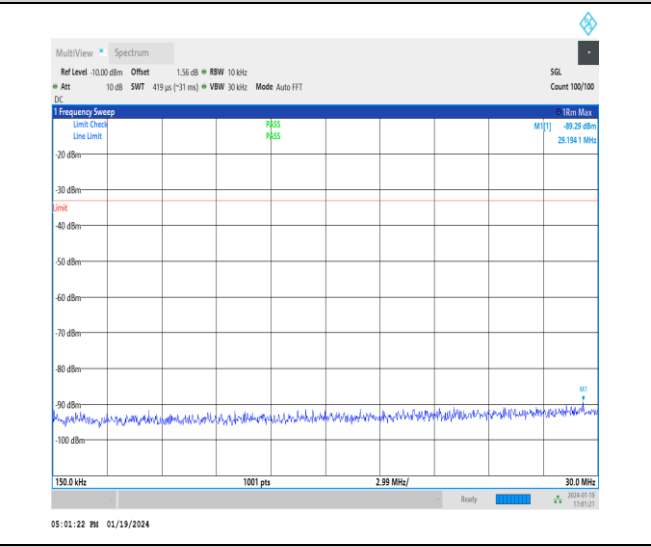 MultiView Spectrum
Ref Level -10.00 dBm Offset 1.56 dB RBW 10 kHz SGL
Att 10 dB SWT 419 µs (~31 ms) VBW 30 kHz Mode Auto FFT Count 100/100
DC
1 Frequency Sweep 1Rm Max
Limit Check PASS M1[1] -89.29 dBm
Line Limit PASS 29.194 1 MHz
-20 dBm
-30 dBm
Limit
-40 dBm
-50 dBm
-60 dBm
-70 dBm
-80 dBm
M1
-90 dBm
-100 dBm
150.0 kHz 1001 pts 2.99 MHz/ 30.0 MHz
Ready 2024-01-19
17:01:21
05:01:22 PM 01/19/2024